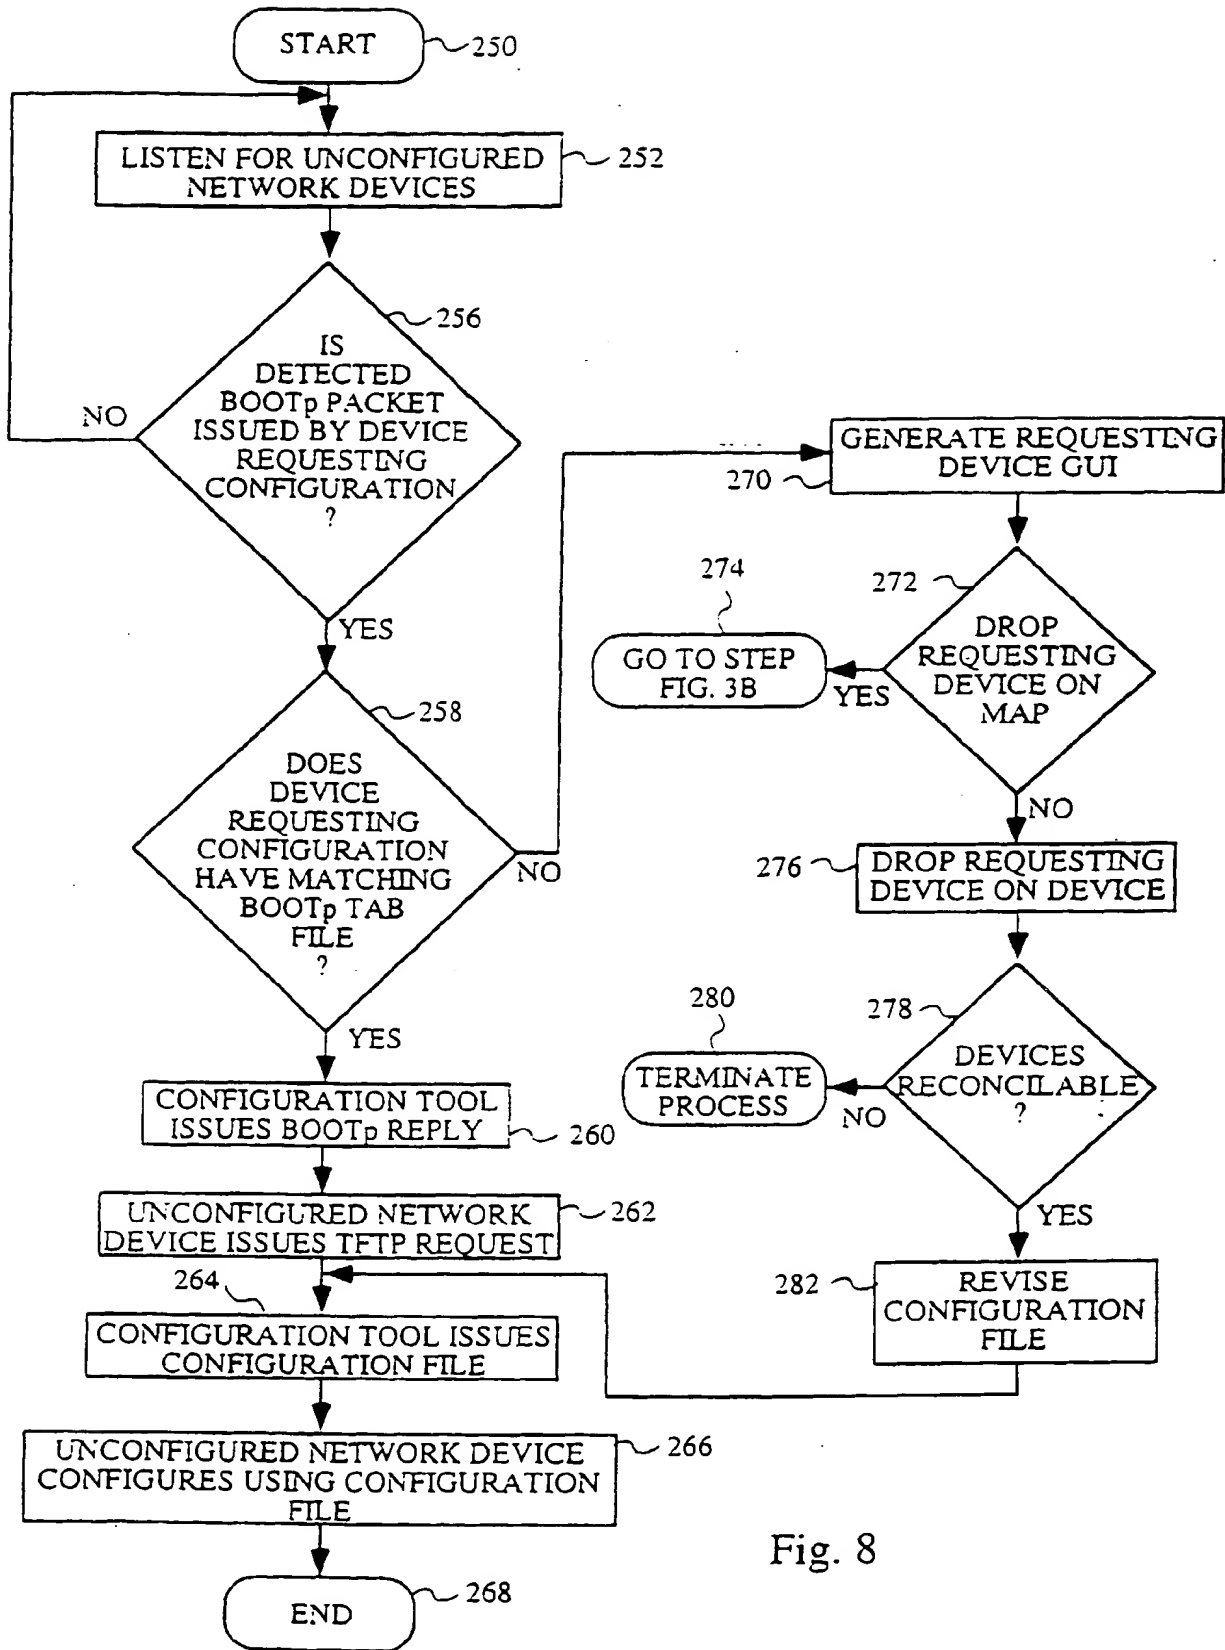 START
250
LISTEN FOR UNCONFIGURED
NETWORK DEVICES
252
256
IS
DETECTED
BOOTp PACKET
ISSUED BY DEVICE
REQUESTING
CONFIGURATION
?
NO
YES
258
DOES
DEVICE
REQUESTING
CONFIGURATION
HAVE MATCHING
BOOTp TAB
FILE
?
NO
YES
CONFIGURATION TOOL
ISSUES BOOTp REPLY
260
UNCONFIGURED NETWORK
DEVICE ISSUES TFTP REQUEST
262
264
CONFIGURATION TOOL ISSUES
CONFIGURATION FILE
UNCONFIGURED NETWORK DEVICE
CONFIGURES USING CONFIGURATION
FILE
266
END
268
GENERATE REQUESTING
DEVICE GUI
270
272
DROP
REQUESTING
DEVICE ON
MAP
YES
274
GO TO STEP
FIG. 3B
NO
276
DROP REQUESTING
DEVICE ON DEVICE
278
DEVICES
RECONCILABLE
?
NO
280
TERMINATE
PROCESS
YES
282
REVISE
CONFIGURATION
FILE
Fig. 8